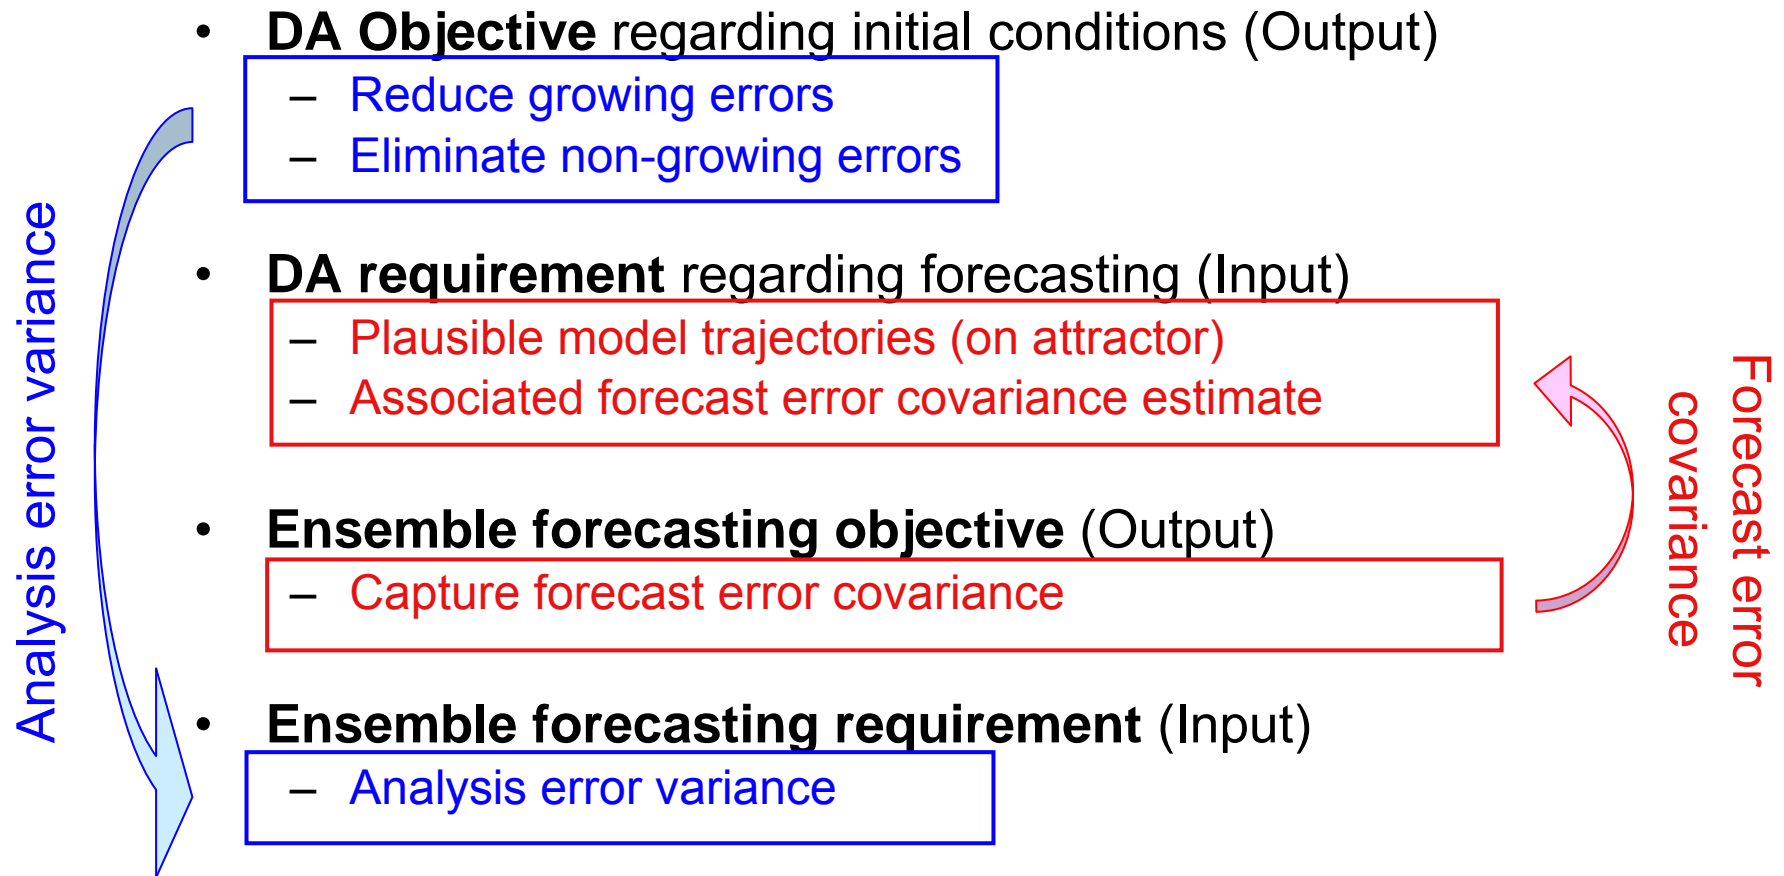 • DA Objective regarding initial conditions (Output)
– Reduce growing errors
– Eliminate non-growing errors
• DA requirement regarding forecasting (Input)
– Plausible model trajectories (on attractor)
– Associated forecast error covariance estimate
• Ensemble forecasting objective (Output)
– Capture forecast error covariance
• Ensemble forecasting requirement (Input)
– Analysis error variance
Analysis error variance
Forecast error
covariance